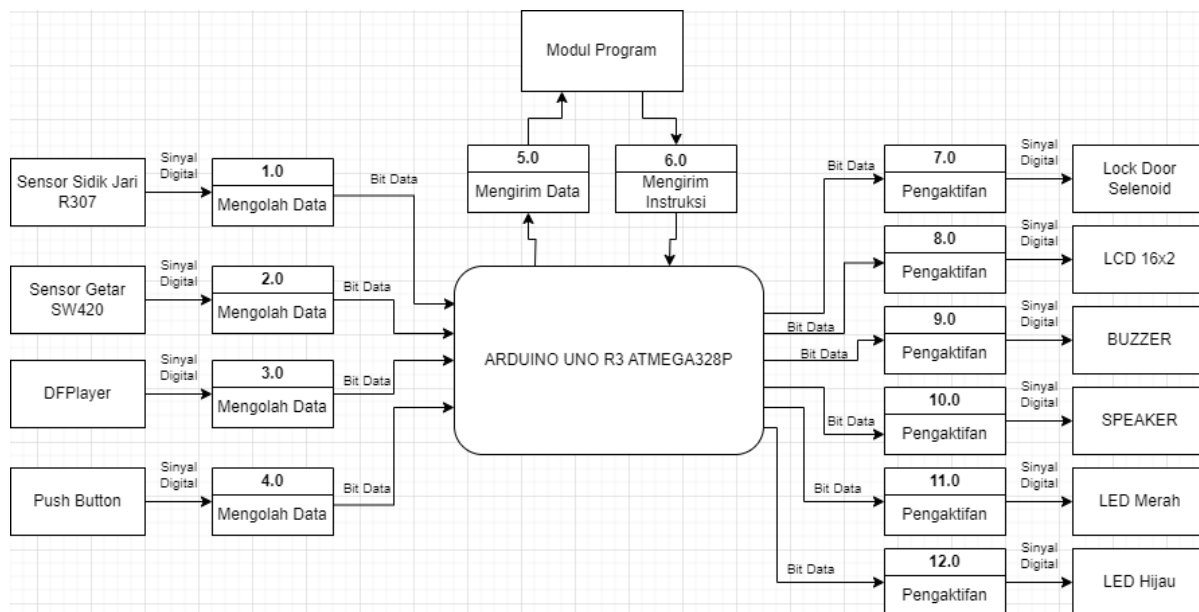 Modul Program
5.0
Mengirim Data
6.0
Mengirim
Instruksi
Sensor Sidik Jari
R307
Sinyal
Digital
1.0
Mengolah Data
Bit Data
Sensor Getar
SW420
Sinyal
Digital
2.0
Mengolah Data
Bit Data
DFPlayer
Sinyal
Digital
3.0
Mengolah Data
Bit Data
Push Button
Sinyal
Digital
4.0
Mengolah Data
Bit Data
ARDUINO UNO R3 ATMEGA328P
Bit Data
7.0
Pengaktifan
Sinyal
Digital
Lock Door
Selenoid
Bit Data
8.0
Pengaktifan
Sinyal
Digital
LCD 16x2
Bit Data
9.0
Pengaktifan
Sinyal
Digital
BUZZER
Bit Data
10.0
Pengaktifan
Sinyal
Digital
SPEAKER
Bit Data
11.0
Pengaktifan
Sinyal
Digital
LED Merah
Bit Data
12.0
Pengaktifan
Sinyal
Digital
LED Hijau